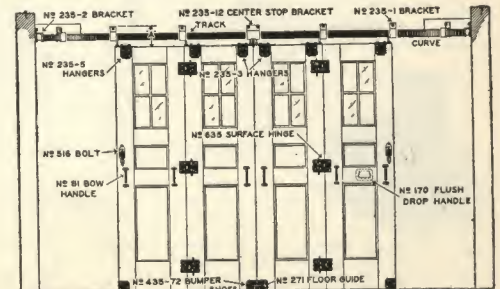 Nº 235-2 BRACKET
Nº 235-12 CENTER STOP BRACKET
Nº 235-1 BRACKET
TRACK
CURVE
Nº 235-5
HANGERS
Nº 235-3 HANGERS
Nº 635 SURFACE HINGE
Nº 516 BOLT
Nº 81 BOW
HANDLE
Nº 170 FLUSH
DROP HANDLE
Nº 435-72 BUMPER
Nº 271 FLOOR GUIDE